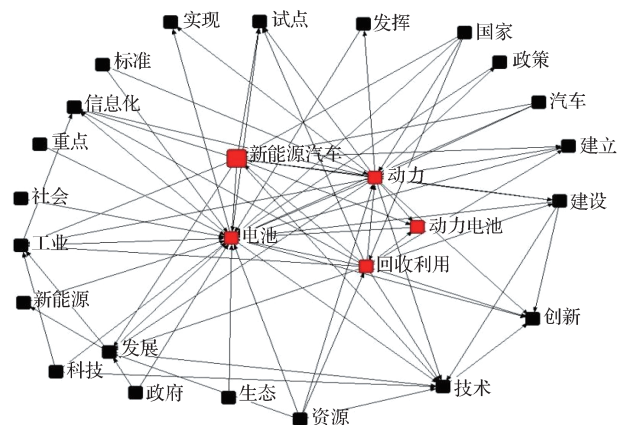 实现
试点
发挥
国家
标准
政策
信息化
汽车
重点
新能源汽车
建立
动力
社会
建设
电池
动力电池
工业
回收利用
新能源
创新
发展
科技
政府
生态
技术
资源